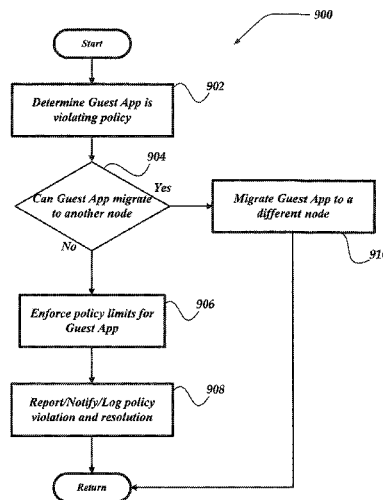 900
Start
902
Determine Guest App is
violating policy
904
Can Guest App migrate
to another node
Yes
No
Migrate Guest App to a
different node
910
906
Enforce policy limits for
Guest App
908
Report/Notify/Log policy
violation and resolution
Return